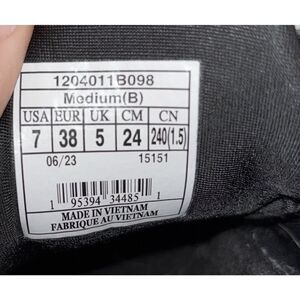 1204011B098
Medium(B)
USA EUR UK CM CN
7 38 5 24 240(1.5)
06/23 15151
1 95394 34485 1
MADE IN VIETNAM
FABRIQUE AU VIETNAM